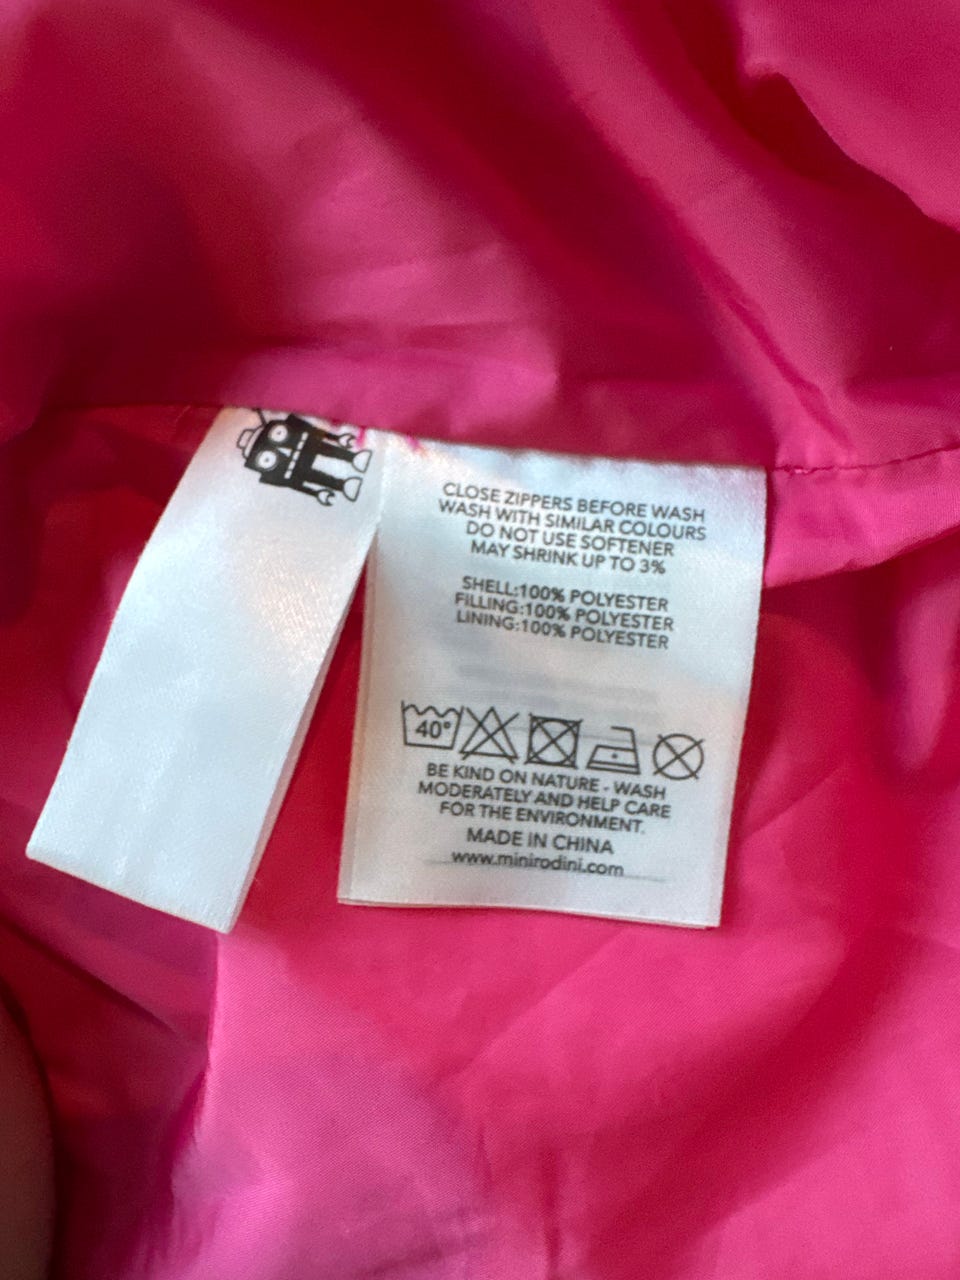 CLOSE ZIPPERS BEFORE WASH
WASH WITH SIMILAR COLOURS
DO NOT USE SOFTENER
MAY SHRINK UP TO 3%
SHELL:100% POLYESTER
FILLING:100% POLYESTER
LINING:100% POLYESTER
40°
BE KIND ON NATURE - WASH
MODERATELY AND HELP CARE
FOR THE ENVIRONMENT.
MADE IN CHINA
www.minirodini.com